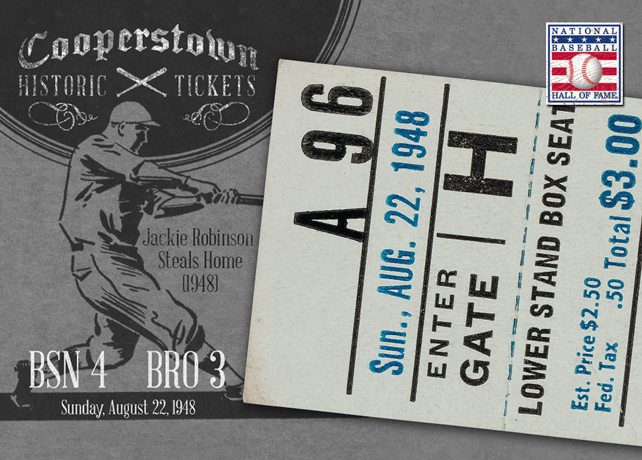 Cooperstown
HISTORIC TICKETS
Jackie Robinson
Steals Home
(1948)
BSN 4 BRO 3
Sunday, August 22, 1948
NATIONAL
BASEBALL
HALL OF FAME
A 96
Sun., AUG. 22, 1948
ENTER
GATE H
LOWER STAND BOX SEAT
Est. Price $2.50
Fed. Tax .50
Total $3.00